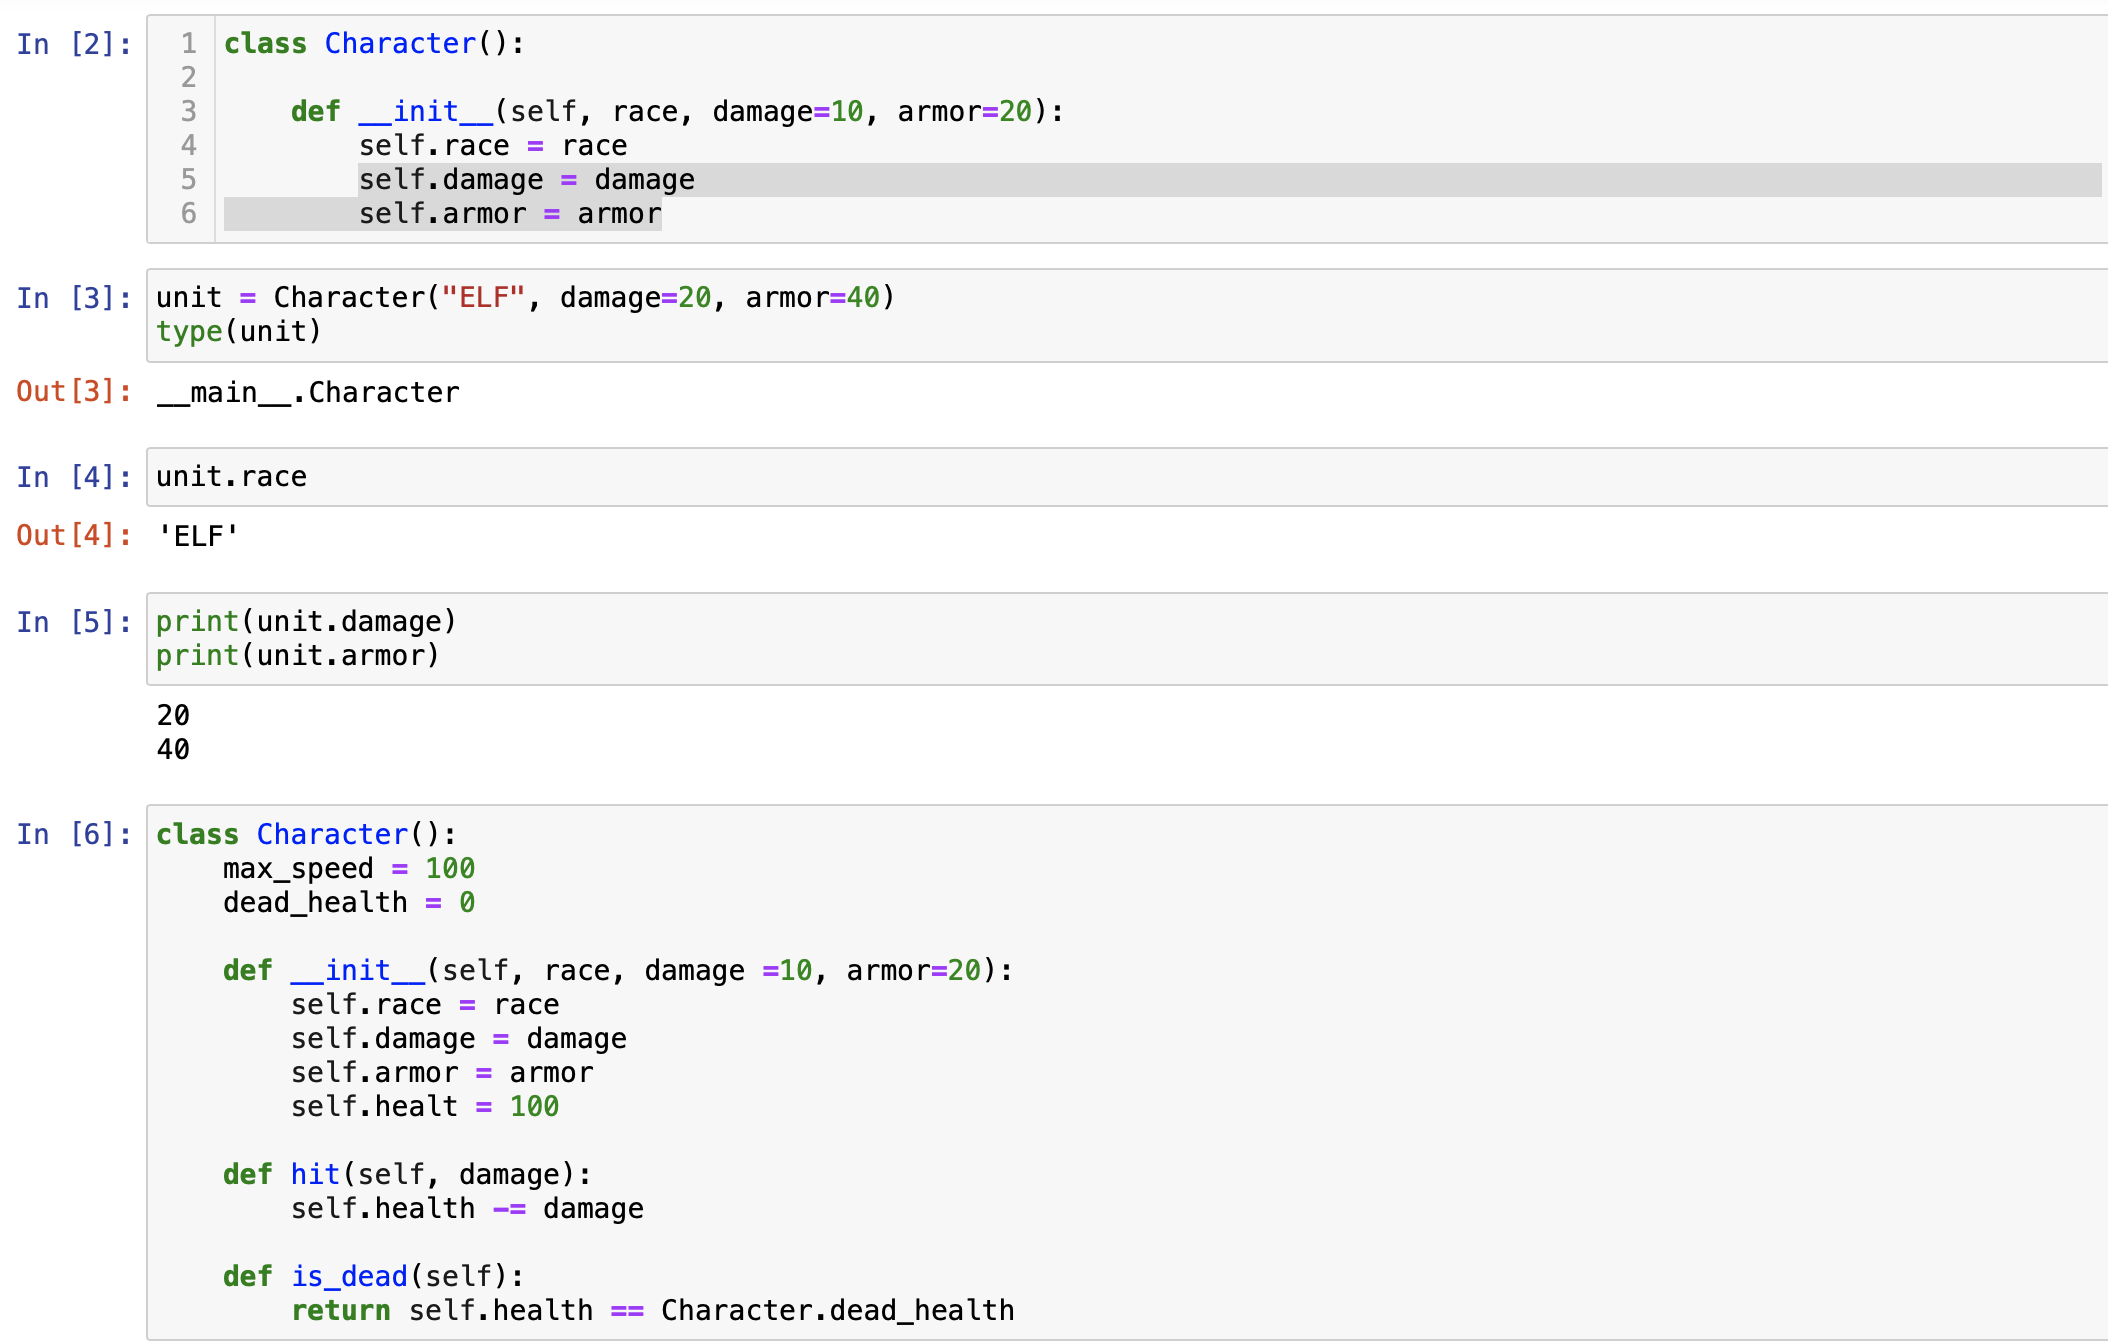 In [2]:
1 class Character():
2
3     def __init__(self, race, damage=10, armor=20):
4         self.race = race
5         self.damage = damage
6         self.armor = armor
In [3]: unit = Character("ELF", damage=20, armor=40)
type(unit)
Out[3]: __main__.Character
In [4]: unit.race
Out[4]: 'ELF'
In [5]: print(unit.damage)
print(unit.armor)
20
40
In [6]: class Character():
    max_speed = 100
    dead_health = 0
    def __init__(self, race, damage =10, armor=20):
        self.race = race
        self.damage = damage
        self.armor = armor
        self.healt = 100
    def hit(self, damage):
        self.health -= damage
    def is_dead(self):
        return self.health == Character.dead_health